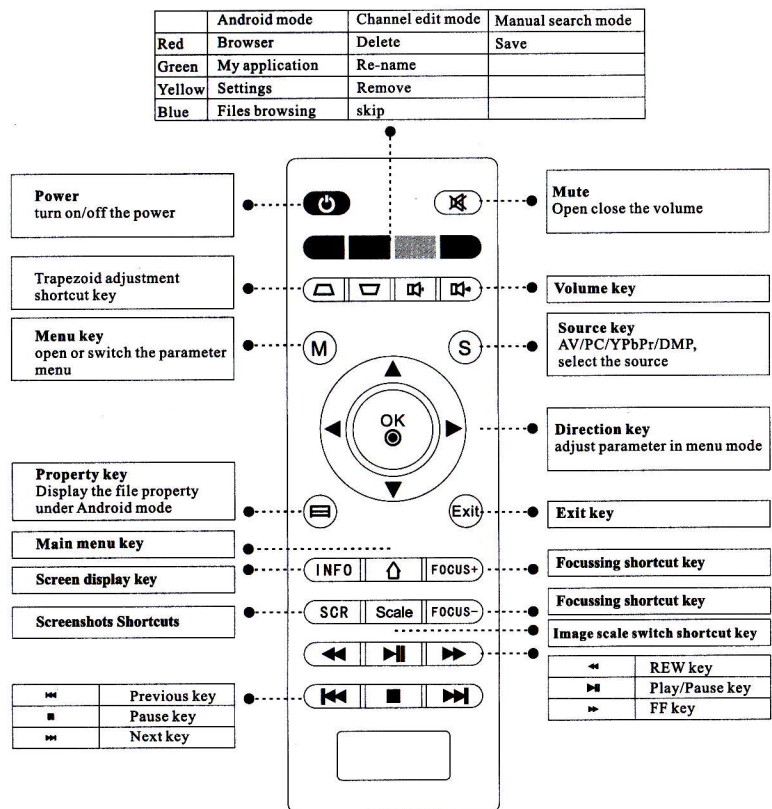 Android mode Channel edit mode Manual search mode
Red Browser Delete Save
Green My application Re-name
Yellow Settings Remove
Blue Files browsing skip
Power
turn on/off the power
Mute
Open close the volume
Trapezoid adjustment
shortcut key
Volume key
Menu key
open or switch the parameter
menu
M
S
Source key
AV/PC/YPbPr/DMP,
select the source
OK
Direction key
adjust parameter in menu mode
Property key
Display the file property
under Android mode
Exit
Exit key
Main menu key
Screen display key
INFO
FOCUS+
Focussing shortcut key
Screenshots Shortcuts
SCR
Scale
FOCUS-
Focussing shortcut key
Image scale switch shortcut key
REW key
Play/Pause key
FF key
Previous key
Pause key
Next key